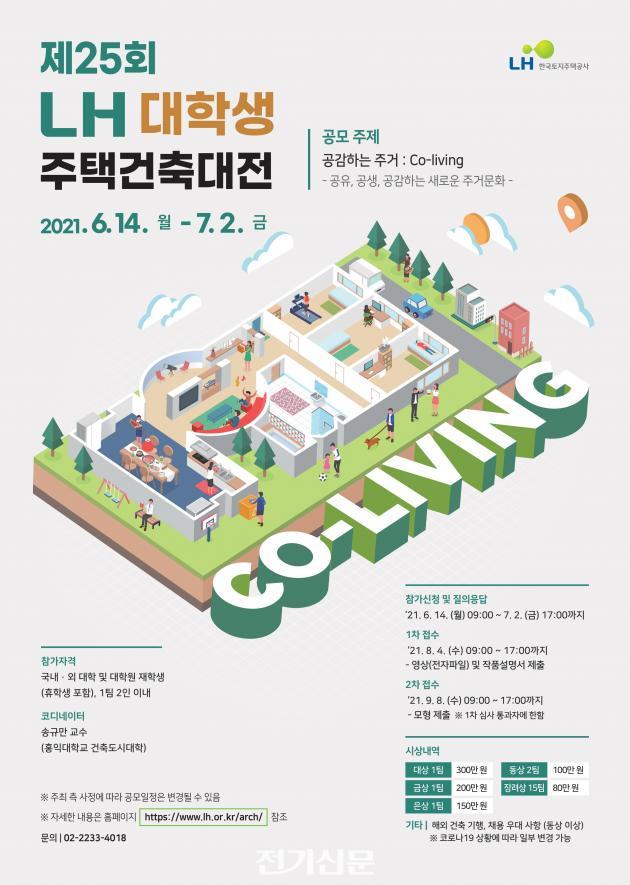 제25회
LH 대학생
주택건축대전
2021. 6. 14. 월 - 7. 2. 금
LH 한국토지주택공사
공모 주제
공감하는 주거 : Co-living
- 공유, 공생, 공감하는 새로운 주거문화 -
CO-LIVING
참가자격
국내 · 외 대학 및 대학원 재학생
(휴학생 포함), 1팀 2인 이내
코디네이터
송규만 교수
(홍익대학교 건축도시대학)
※ 주최 측 사정에 따라 공모일정은 변경될 수 있음
※ 자세한 내용은 홈페이지 https://www.lh.or.kr/arch/ 참조
문의 | 02-2233-4018
참가신청 및 질의응답
'21. 6. 14. (월) 09:00 ~ 7. 2. (금) 17:00까지
1차 접수
'21. 8. 4. (수) 09:00 ~ 17:00까지
- 영상(전자파일) 및 작품설명서 제출
2차 접수
'21. 9. 8. (수) 09:00 ~ 17:00까지
- 모형 제출 ※ 1차 심사 통과자에 한함
시상내역
대상 1팀 300만 원 동상 2팀 100만 원
금상 1팀 200만 원 장려상 15팀 80만 원
은상 1팀 150만 원
기타 | 해외 건축 기행, 채용 우대 사항 (동상 이상)
※ 코로나19 상황에 따라 일부 변경 가능
전기신문